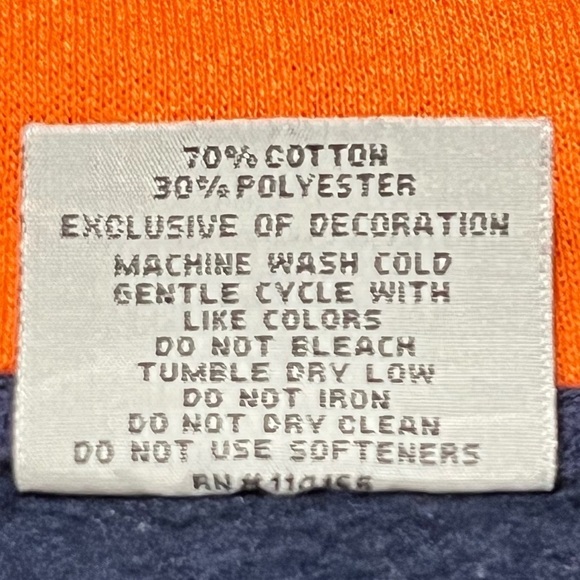 70% COTTON
30% POLYESTER
EXCLUSIVE OF DECORATION
MACHINE WASH COLD
GENTLE CYCLE WITH
LIKE COLORS
DO NOT BLEACH
TUMBLE DRY LOW
DO NOT IRON
DO NOT DRY CLEAN
DO NOT USE SOFTENERS
RN #